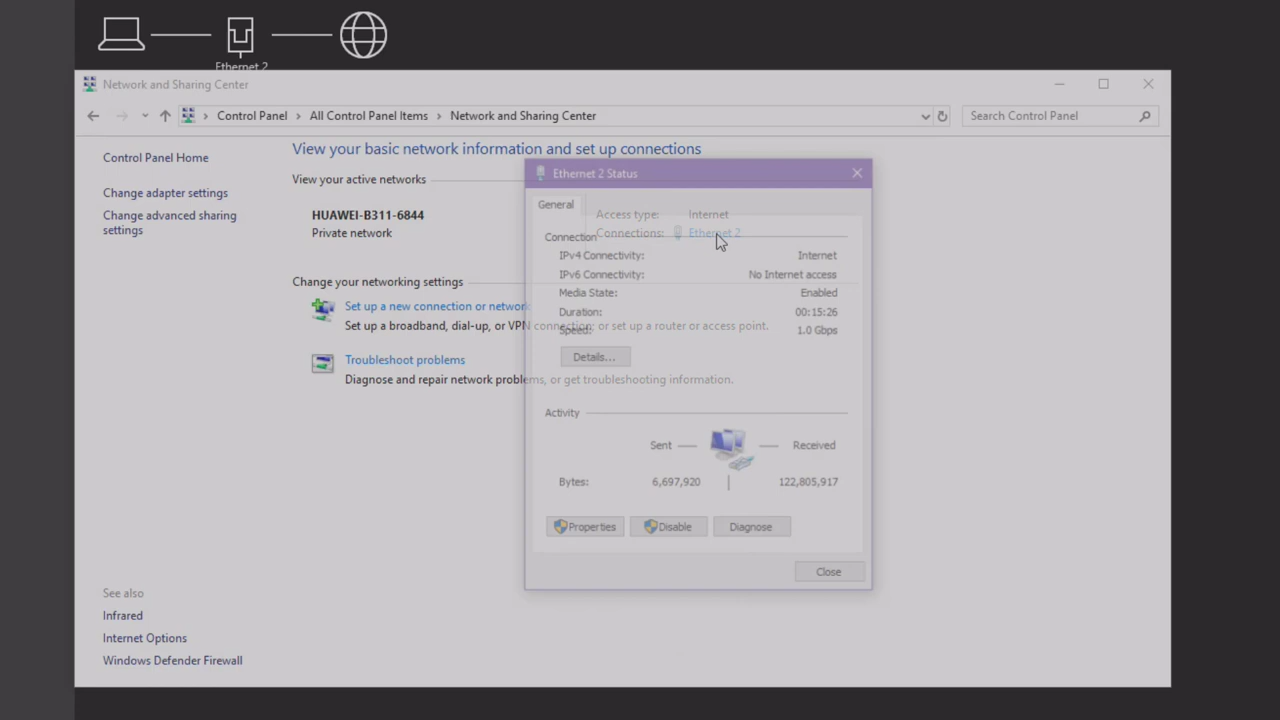 Ethernet 2
Network and Sharing Center
Control Panel > All Control Panel Items > Network and Sharing Center
Search Control Panel
Control Panel Home
Change adapter settings
Change advanced sharing
settings
View your basic network information and set up connections
View your active networks
HUAWEI-B311-6844
Private network
Access type: Internet
Connections: Ethernet 2
Change your networking settings
Set up a new connection or network
Set up a broadband, dial-up, or VPN connection; or set up a router or access point.
Troubleshoot problems
Diagnose and repair network problems, or get troubleshooting information.
Ethernet 2 Status
General
Connection
IPv4 Connectivity: Internet
IPv6 Connectivity: No Internet access
Media State: Enabled
Duration: 00:15:26
Speed: 1.0 Gbps
Details...
Activity
Sent Received
Bytes: 6,697,920 122,805,917
Properties Disable Diagnose
Close
See also
Infrared
Internet Options
Windows Defender Firewall